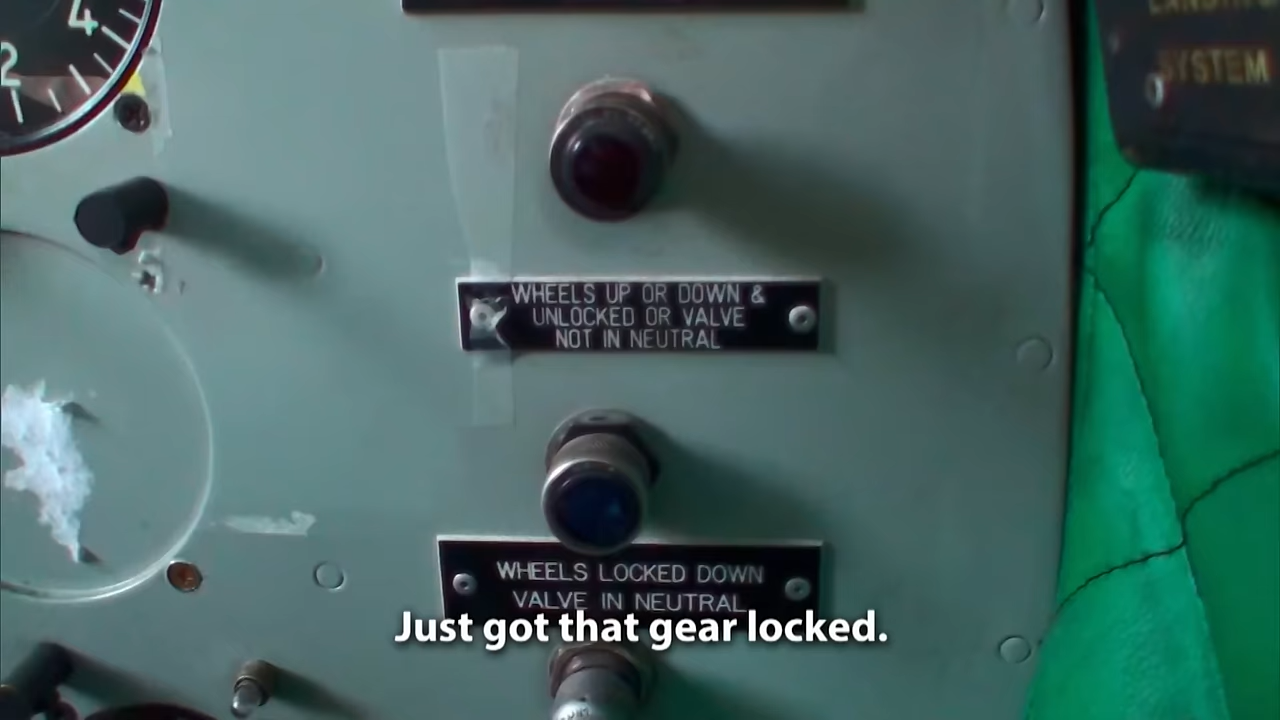 4
2
LANDING
SYSTEM
WHEELS UP OR DOWN &
UNLOCKED OR VALVE
NOT IN NEUTRAL
WHEELS LOCKED DOWN
VALVE IN NEUTRAL
Just got that gear locked.